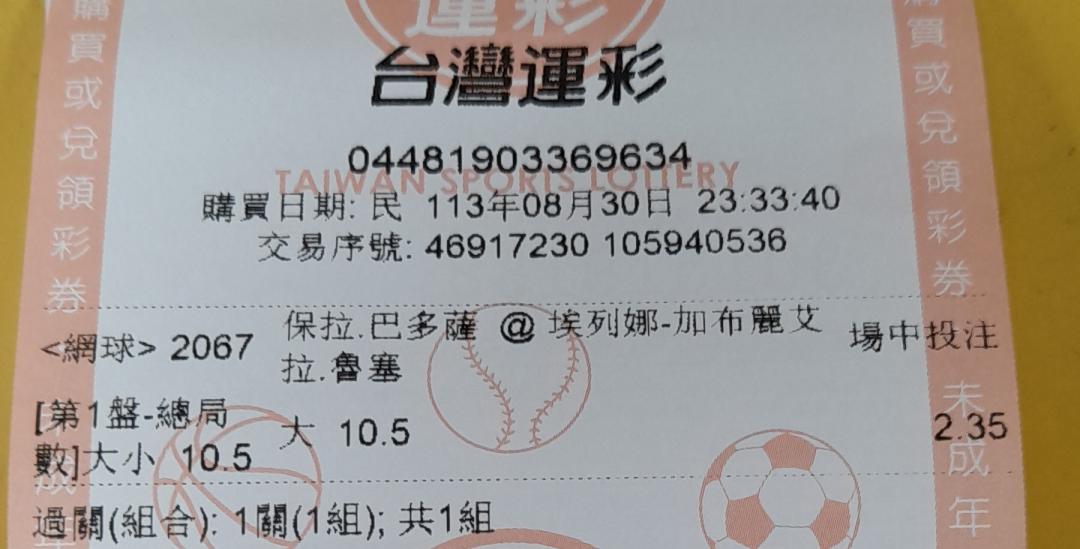 運彩
台灣運彩
04481903369634
TAIWAN SPORTS LOTTERY
購買日期: 民 113年08月30日 23:33:40
交易序號: 46917230 105940536
<網球> 2067 保拉.巴多薩 @ 埃列娜-加布麗艾 場中投注
拉.魯塞
[第1盤-總局 大 10.5 2.35
數]大小 10.5
過關(組合): 1關(1組); 共1組
購買或兌領彩券
購買或兌領彩券
未成年